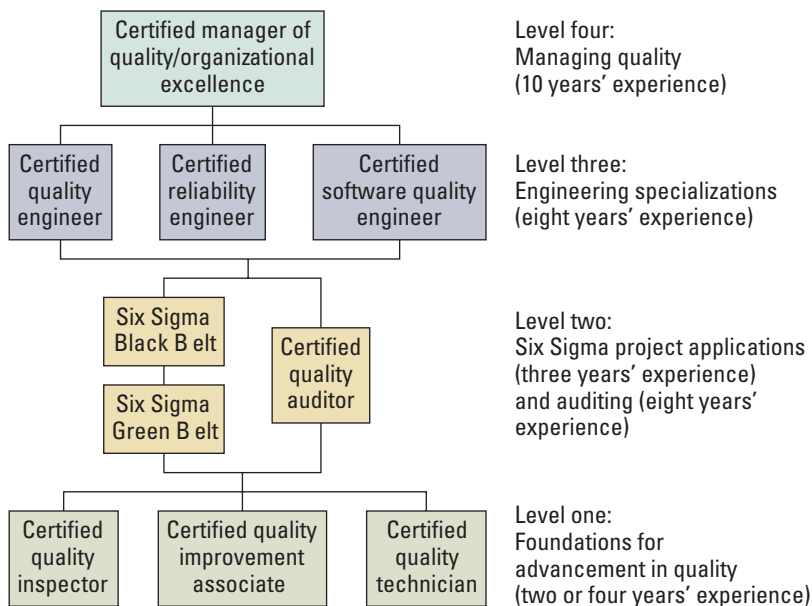 Certified manager of
quality/organizational
excellence
Level four:
Managing quality
(10 years’ experience)
Certified
quality
engineer
Certified
reliability
engineer
Certified
software quality
engineer
Level three:
Engineering specializations
(eight years’ experience)
Six Sigma
Black B elt
Six Sigma
Green B elt
Certified
quality
auditor
Level two:
Six Sigma project applications
(three years’ experience)
and auditing (eight years’
experience)
Certified
quality
inspector
Certified quality
improvement
associate
Certified
quality
technician
Level one:
Foundations for
advancement in quality
(two or four years’ experience)